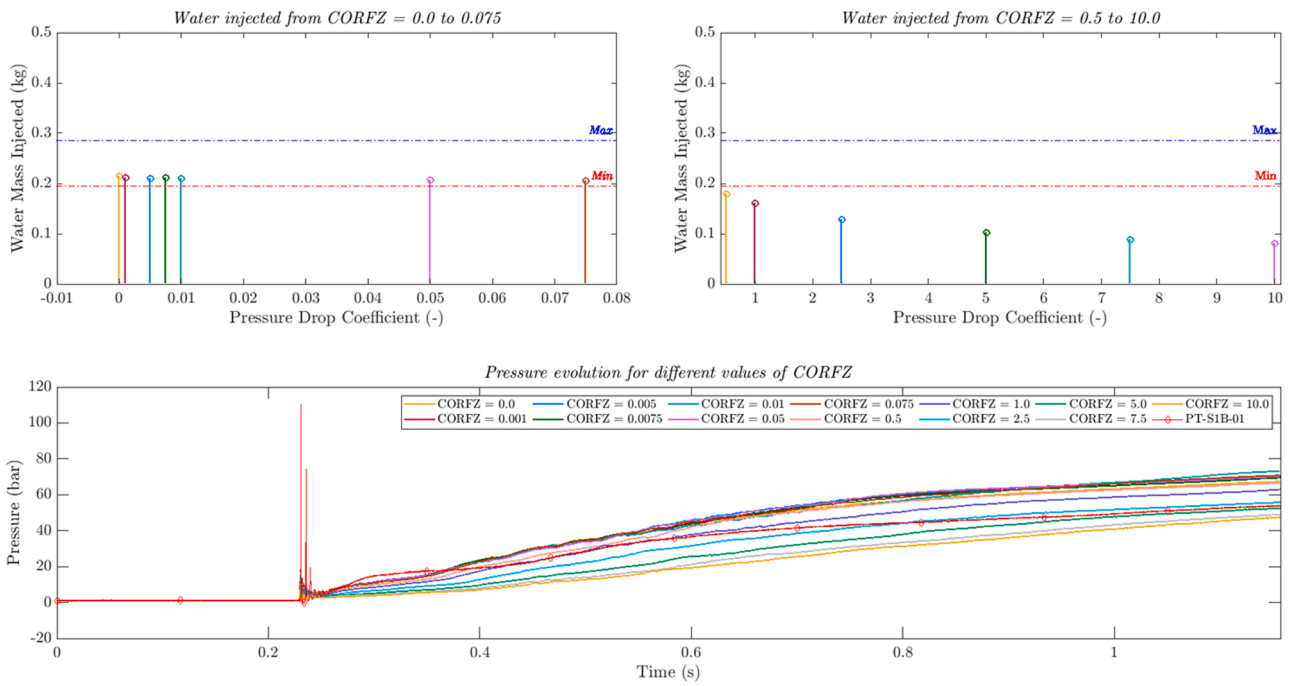 Water injected from CORFZ = 0.0 to 0.075
Water Mass Injected (kg)
0.5
0.4
0.3
0.2
0.1
0
Max
Min
-0.01 0 0.01 0.02 0.03 0.04 0.05 0.06 0.07 0.08
Pressure Drop Coefficient (-)
Water injected from CORFZ = 0.5 to 10.0
Water Mass Injected (kg)
0.5
0.4
0.3
0.2
0.1
0
Max
Min
1 2 3 4 5 6 7 8 9 10
Pressure Drop Coefficient (-)
Pressure evolution for different values of CORFZ
Pressure (bar)
120
100
80
60
40
20
0
-20
CORFZ = 0.0 CORFZ = 0.005 CORFZ = 0.01 CORFZ = 0.075 CORFZ = 1.0 CORFZ = 5.0 CORFZ = 10.0
CORFZ = 0.001 CORFZ = 0.0075 CORFZ = 0.05 CORFZ = 0.5 CORFZ = 2.5 CORFZ = 7.5 PT-S1B-01
0 0.2 0.4 0.6 0.8 1
Time (s)